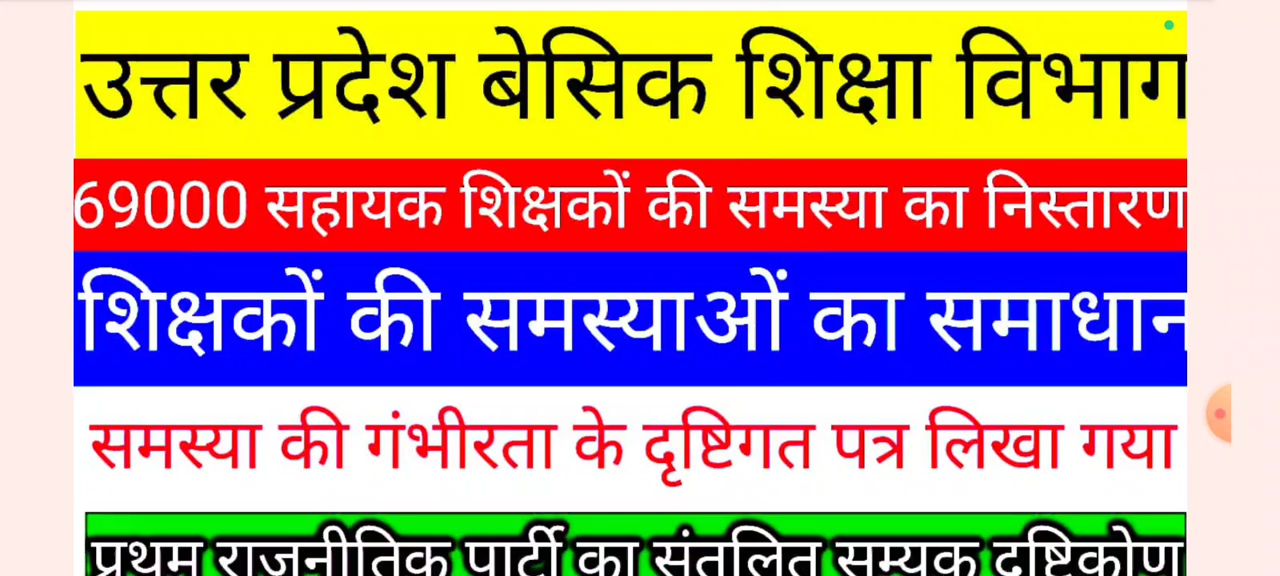 उत्तर प्रदेश बेसिक शिक्षा विभाग
69000 सहायक शिक्षकों की समस्या का निस्तारण
शिक्षकों की समस्याओं का समाधान
समस्या की गंभीरता के दृष्टिगत पत्र लिखा गया
प्रथम राजनीतिक पार्टी का संतुलित सम्यक दृष्टिकोण